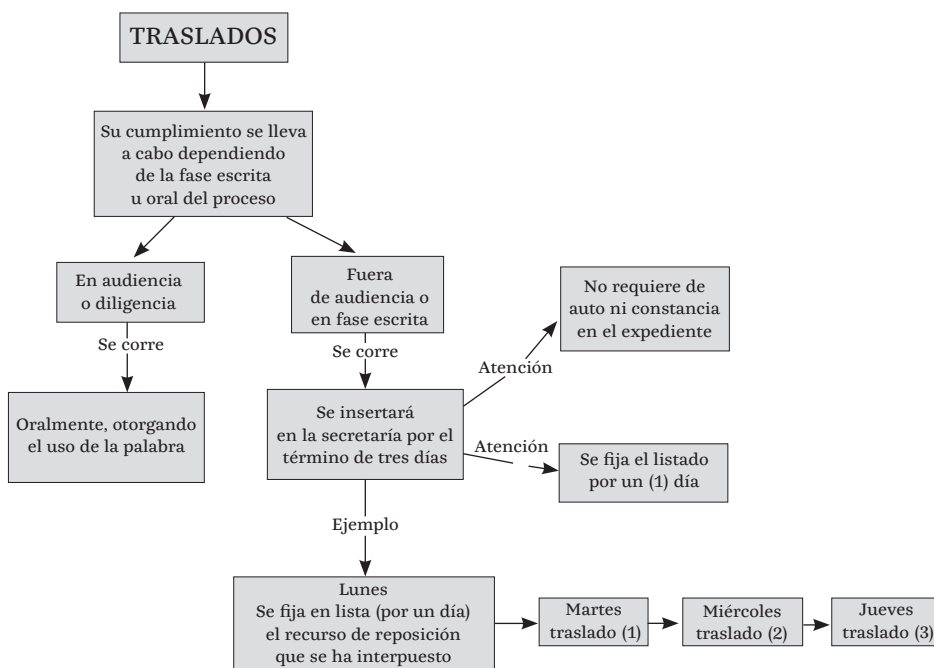 TRASLADOS
Su cumplimiento se lleva
a cabo dependiendo
de la fase escrita
u oral del proceso
En audiencia
o diligencia
Se corre
Oralmente, otorgando
el uso de la palabra
Fuera
de audiencia o
en fase escrita
Se corre
Se insertará
en la secretaría por el
término de tres días
Atención
No requiere de
auto ni constancia
en el expediente
Atención
Se fija el listado
por un (1) día
Ejemplo
Lunes
Se fija en lista (por un día)
el recurso de reposición
que se ha interpuesto
Martes
traslado (1)
Miércoles
traslado (2)
Jueves
traslado (3)